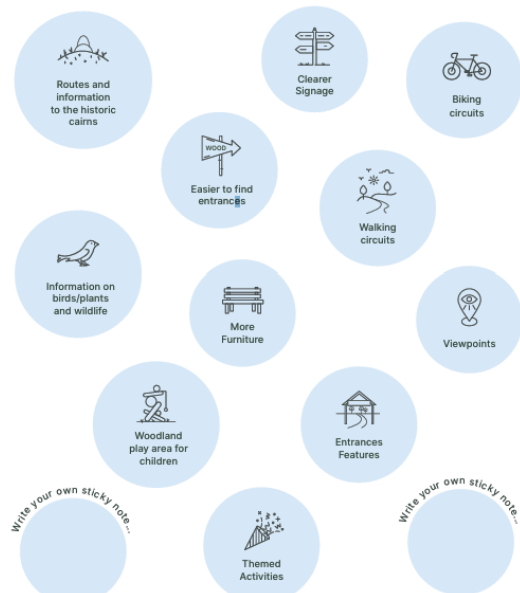 Routes and
information
to the historic
cairns
Clearer
Signage
Biking
circuits
WOOD
Easier to find
entrances
Walking
circuits
Information on
birds/plants
and wildlife
More
Furniture
Viewpoints
Woodland
play area for
children
Entrances
Features
Write your own sticky note...
Themed
Activities
Write your own sticky note...